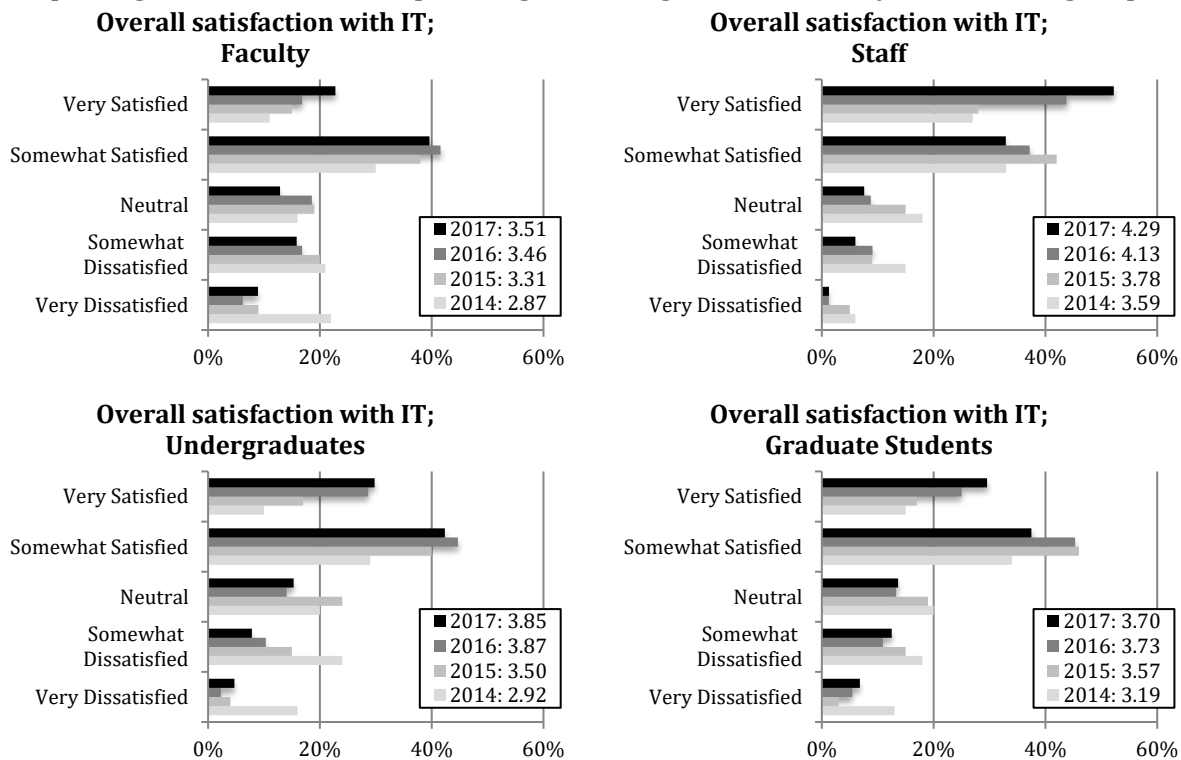 Overall satisfaction with IT;
Faculty
Very Satisfied
Somewhat Satisfied
Neutral
Somewhat
Dissatisfied
Very Dissatisfied
2017: 3.51
2016: 3.46
2015: 3.31
2014: 2.87
0%
20%
40%
60%
Overall satisfaction with IT;
Staff
Very Satisfied
Somewhat Satisfied
Neutral
Somewhat
Dissatisfied
Very Dissatisfied
2017: 4.29
2016: 4.13
2015: 3.78
2014: 3.59
0%
20%
40%
60%
Overall satisfaction with IT;
Undergraduates
Very Satisfied
Somewhat Satisfied
Neutral
Somewhat
Dissatisfied
Very Dissatisfied
2017: 3.85
2016: 3.87
2015: 3.50
2014: 2.92
0%
20%
40%
60%
Overall satisfaction with IT;
Graduate Students
Very Satisfied
Somewhat Satisfied
Neutral
Somewhat
Dissatisfied
Very Dissatisfied
2017: 3.70
2016: 3.73
2015: 3.57
2014: 3.19
0%
20%
40%
60%